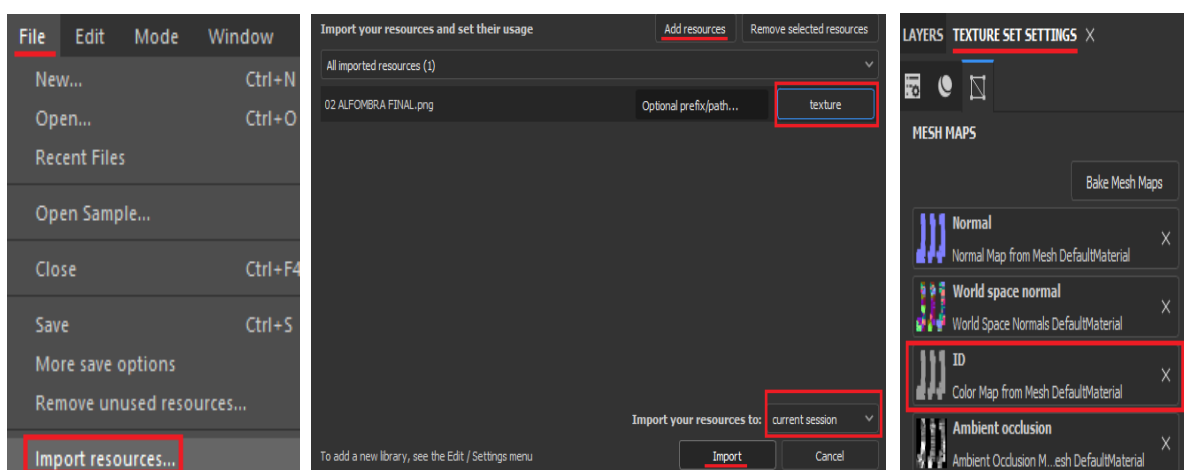 File Edit Mode Window
New... Ctrl+N
Open... Ctrl+O
Recent Files
Open Sample...
Close Ctrl+F4
Save Ctrl+S
More save options
Remove unused resources...
Import resources...
Import your resources and set their usage
Add resources
Remove selected resources
All imported resources (1)
02 ALFOMBRA FINAL.png
Optional prefix/path...
texture
Import your resources to: current session
To add a new library, see the Edit / Settings menu
Import
Cancel
LAYERS TEXTURE SET SETTINGS X
MESH MAPS
Bake Mesh Maps
Normal
Normal Map from Mesh DefaultMaterial
World space normal
World Space Normals DefaultMaterial
ID
Color Map from Mesh DefaultMaterial
Ambient occlusion
Ambient Occlusion M...esh DefaultMaterial